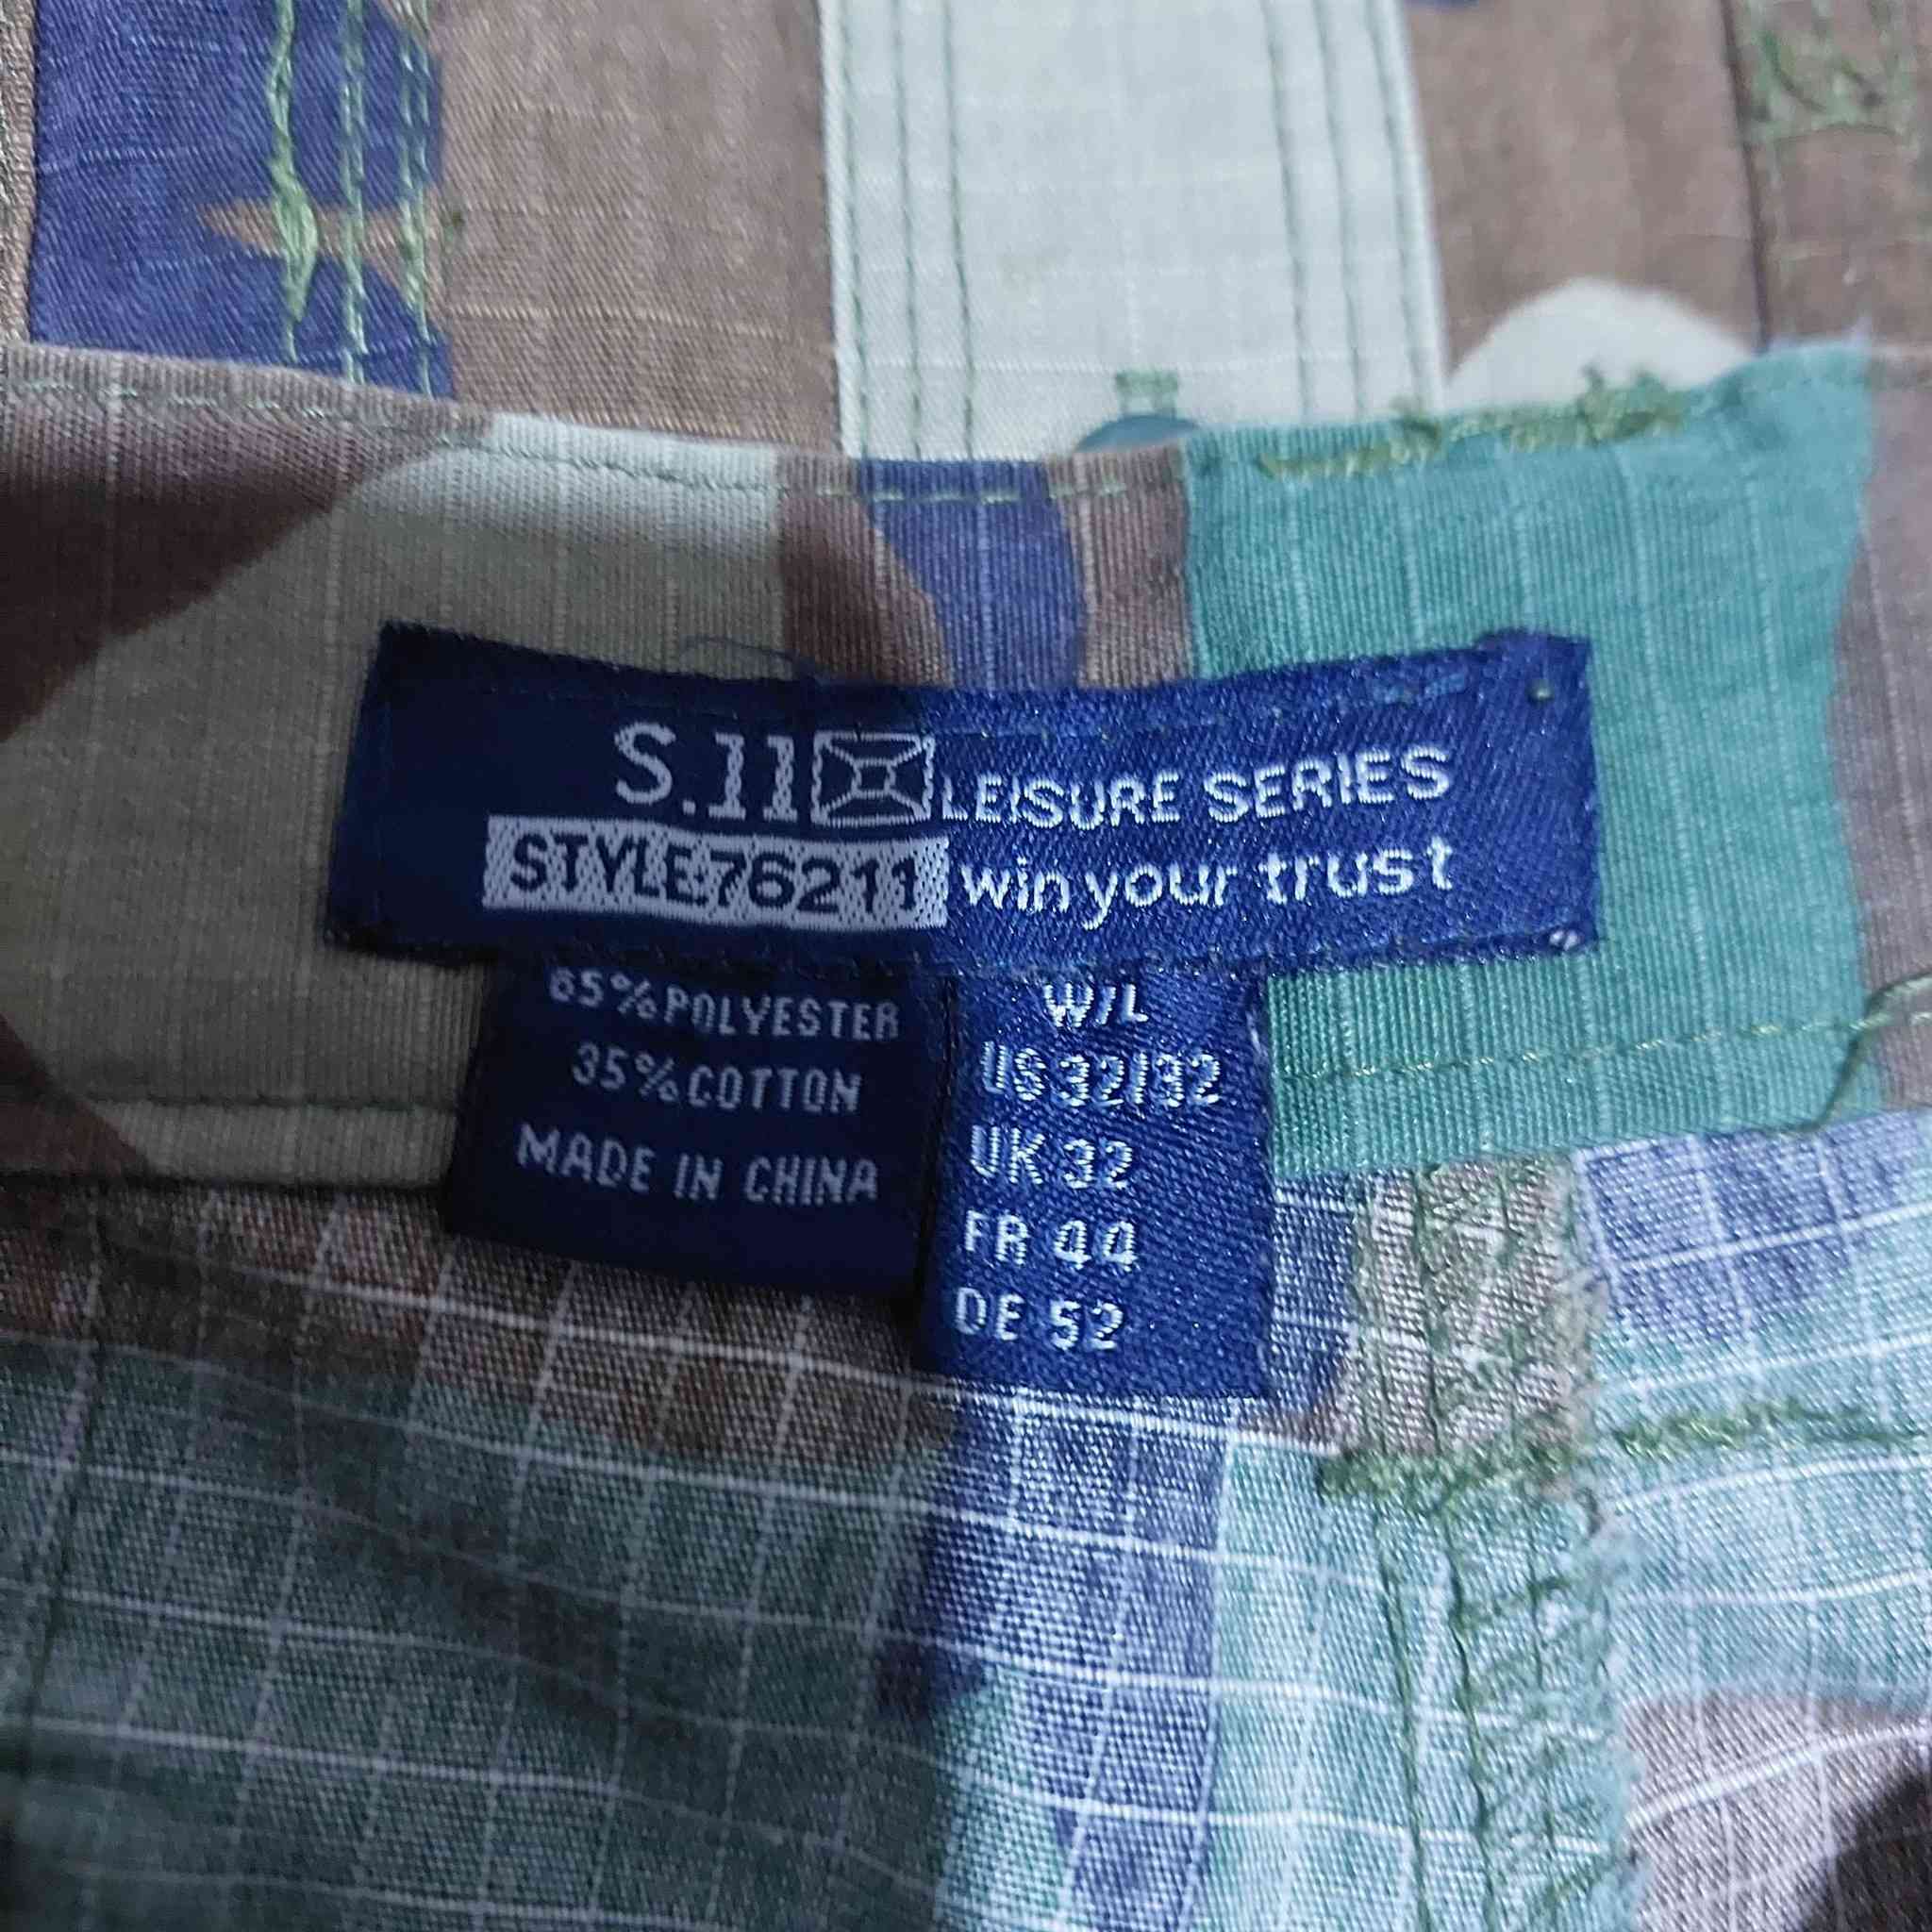 S.11 LEISURE SERIES
STYLE:76211 win your trust
65%POLYESTER
35%COTTON
MADE IN CHINA
W/L
US 32/32
UK 32
FR 44
DE 52